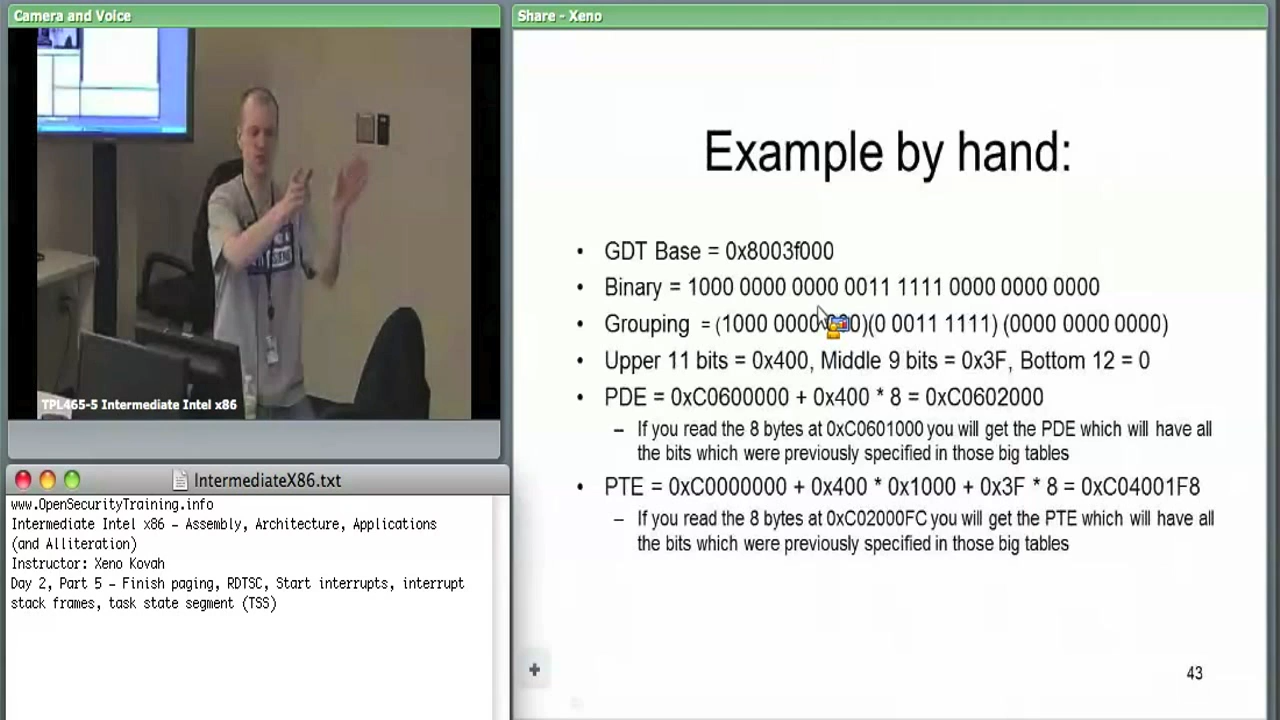 Camera and Voice
TPL465-5 Intermediate Intel x86
IntermediateX86.txt
www.OpenSecurityTraining.info
Intermediate Intel x86 – Assembly, Architecture, Applications
(and Alliteration)
Instructor: Xeno Kovah
Day 2, Part 5 – Finish paging, RDTSC, Start interrupts, interrupt
stack frames, task state segment (TSS)
Share - Xeno
Example by hand:
• GDT Base = 0x8003f000
• Binary = 1000 0000 0000 0011 1111 0000 0000 0000
• Grouping = (1000 0000 000)(0 0011 1111) (0000 0000 0000)
• Upper 11 bits = 0x400, Middle 9 bits = 0x3F, Bottom 12 = 0
• PDE = 0xC0600000 + 0x400 * 8 = 0xC0602000
– If you read the 8 bytes at 0xC0601000 you will get the PDE which will have all
the bits which were previously specified in those big tables
• PTE = 0xC0000000 + 0x400 * 0x1000 + 0x3F * 8 = 0xC04001F8
– If you read the 8 bytes at 0xC02000FC you will get the PTE which will have all
the bits which were previously specified in those big tables
43